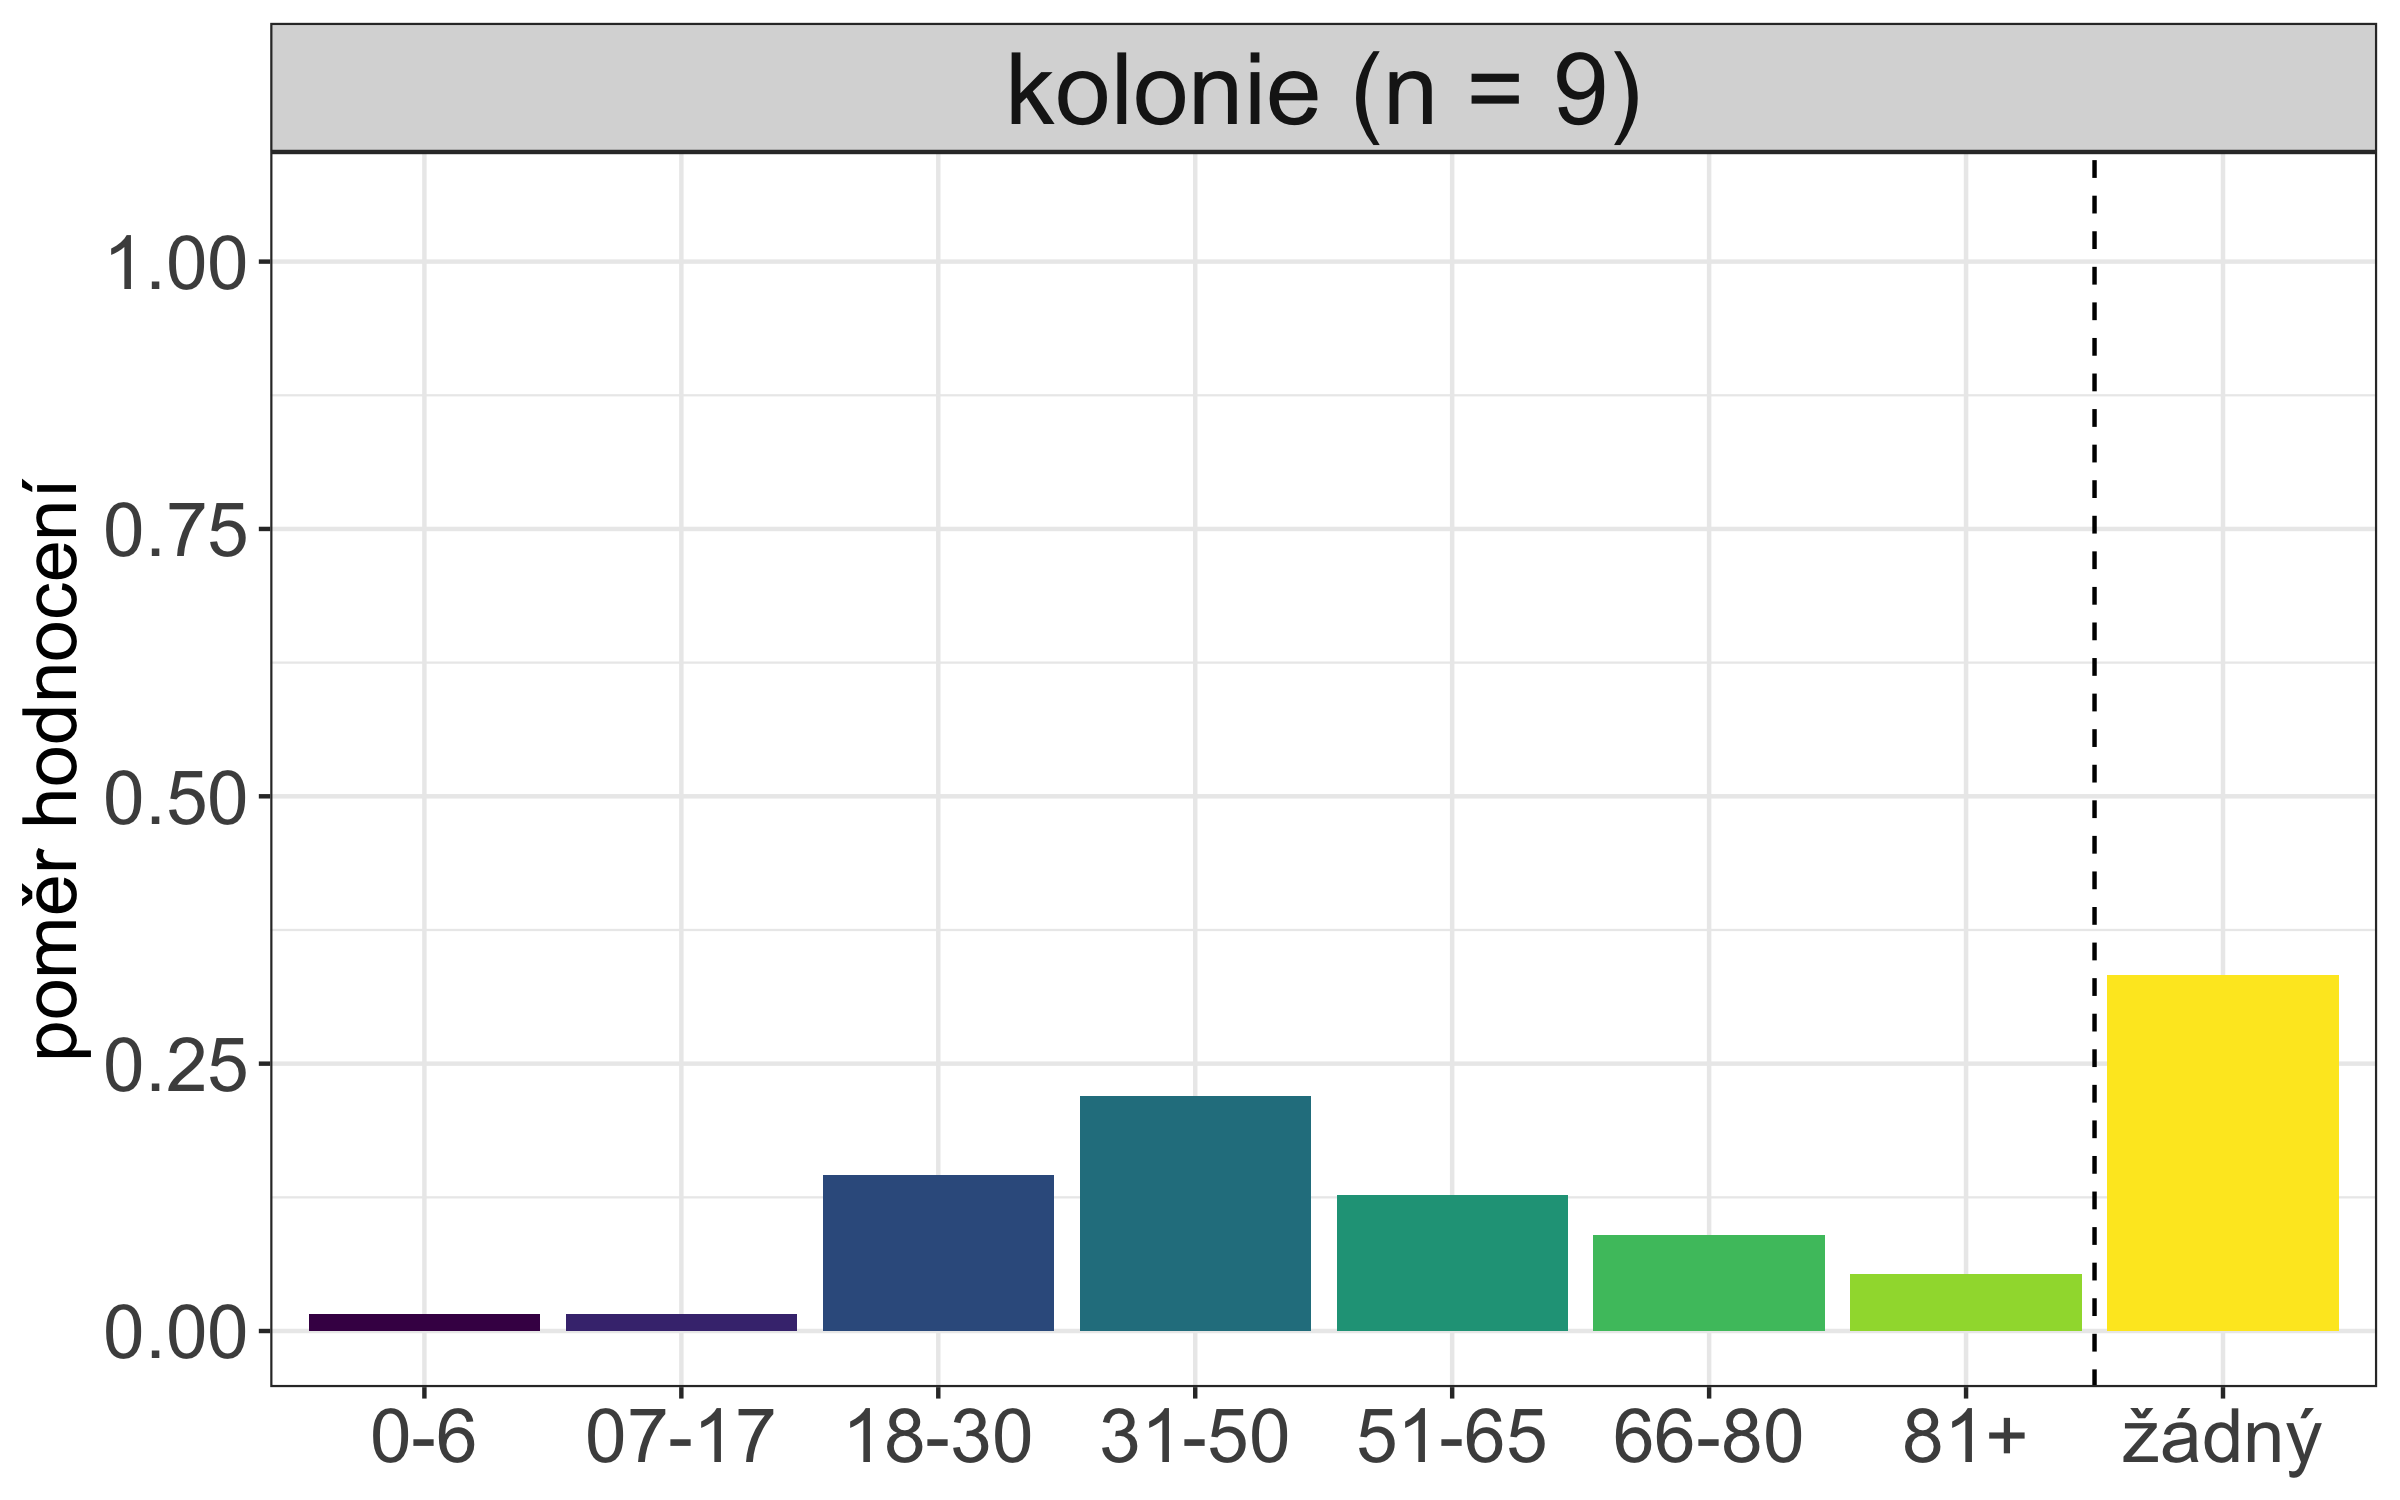 kolonie (n = 9)
poměr hodnocení
1.00
0.75
0.50
0.25
0.00
0-6 07-17 18-30 31-50 51-65 66-80 81+ žádný